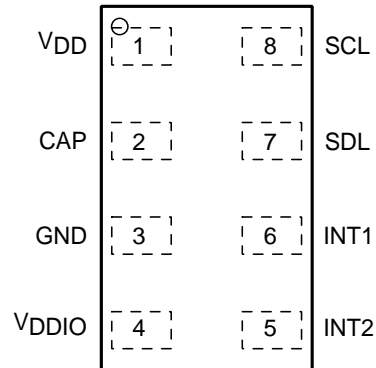 VDD 1 8 SCL
CAP 2 7 SDL
GND 3 6 INT1
VDDIO 4 5 INT2